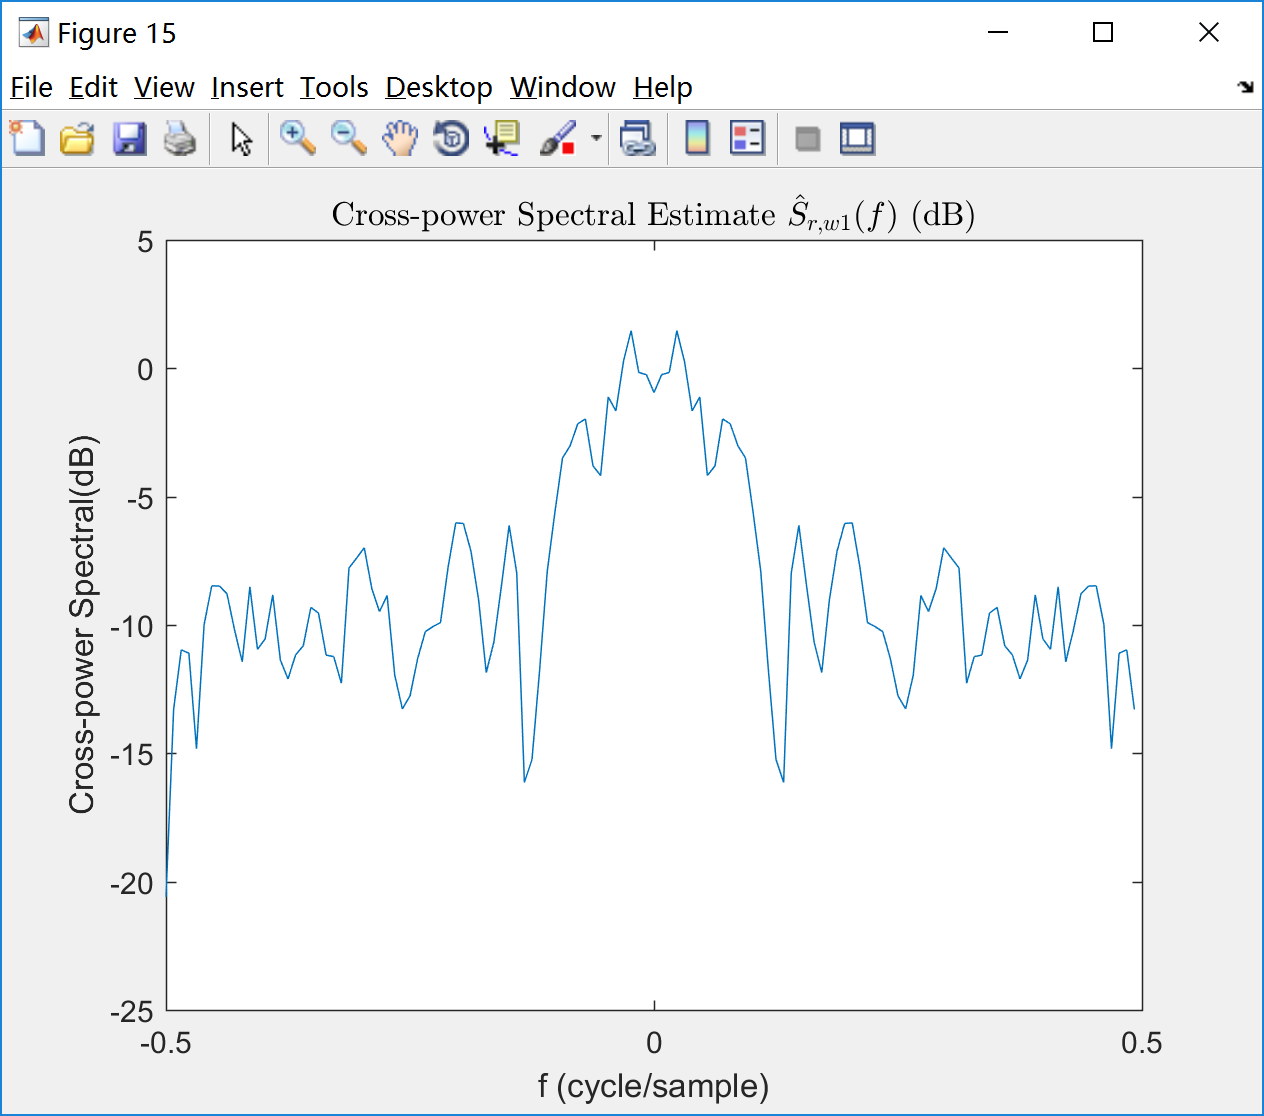 Figure 15
File Edit View Insert Tools Desktop Window Help
Cross-power Spectral Estimate Ŝr,w1(f) (dB)
5
0
-5
-10
-15
-20
-25
Cross-power Spectral(dB)
-0.5 0 0.5
f (cycle/sample)